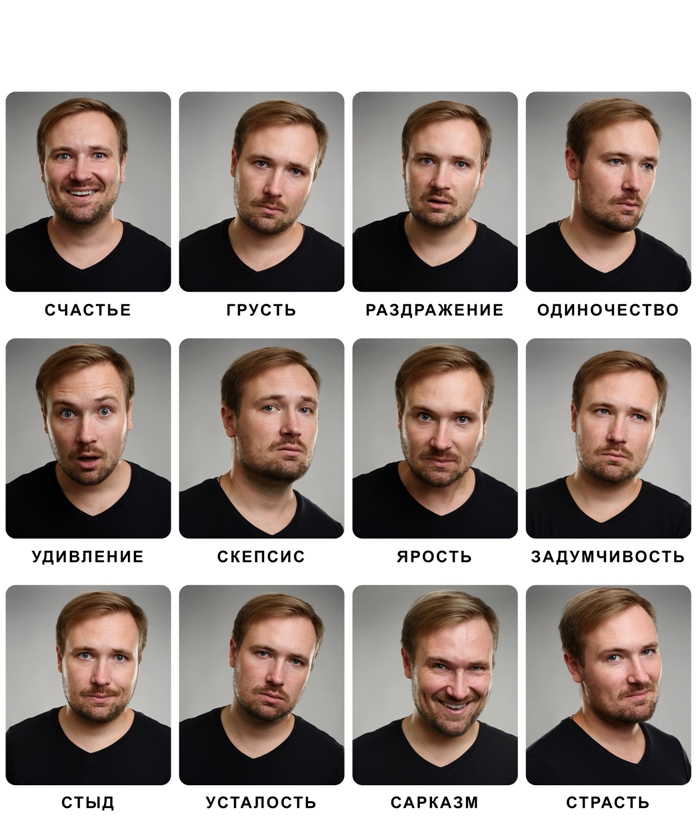 СЧАСТЬЕ
ГРУСТЬ
РАЗДРАЖЕНИЕ
ОДИНОЧЕСТВО
УДИВЛЕНИЕ
СКЕПСИС
ЯРОСТЬ
ЗАДУМЧИВОСТЬ
СТЫД
УСТАЛОСТЬ
САРКАЗМ
СТРАСТЬ